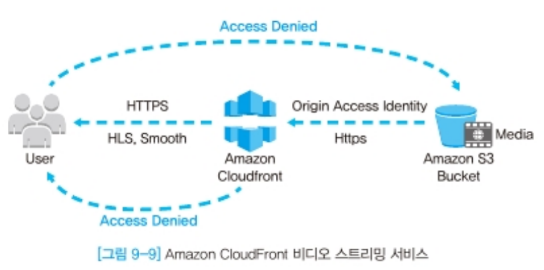 Access Denied
HTTPS
HLS, Smooth
Origin Access Identity
Https
Media
User
Amazon
Cloudfront
Amazon S3
Bucket
Access Denied
[그림 9-9] Amazon CloudFront 비디오 스트리밍 서비스